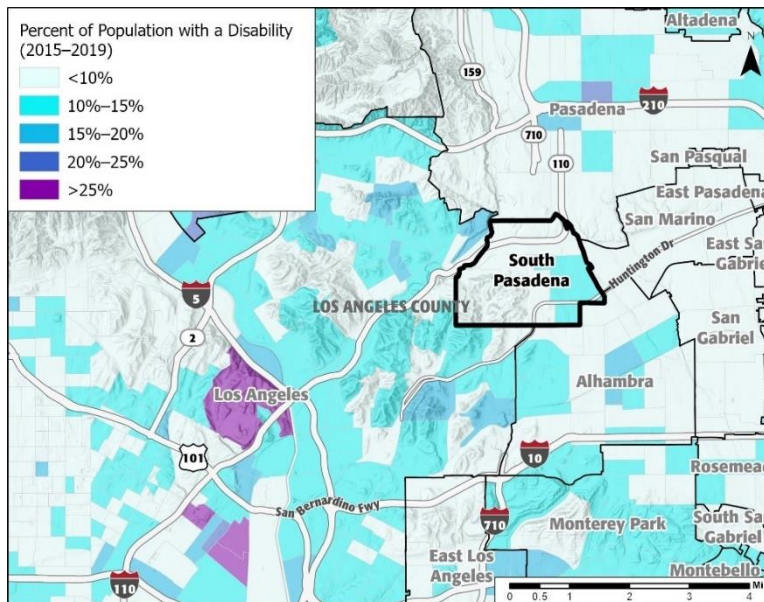 Percent of Population with a Disability
(2015–2019)
<10%
10%–15%
15%–20%
20%–25%
>25%
Altadena
N
159
Pasadena
210
710
110
San Pasqual
East Pasadena
San Marino
East San
Gabriel
South
Pasadena
Huntington Dr
5
LOS ANGELES COUNTY
2
San
Gabriel
Alhambra
Los Angeles
101
10
Rosemead
San Bernardino Fwy
710
Monterey Park
South San
Gabriel
East Los
Angeles
Montebello
110
0 0.5 1 2 3 4